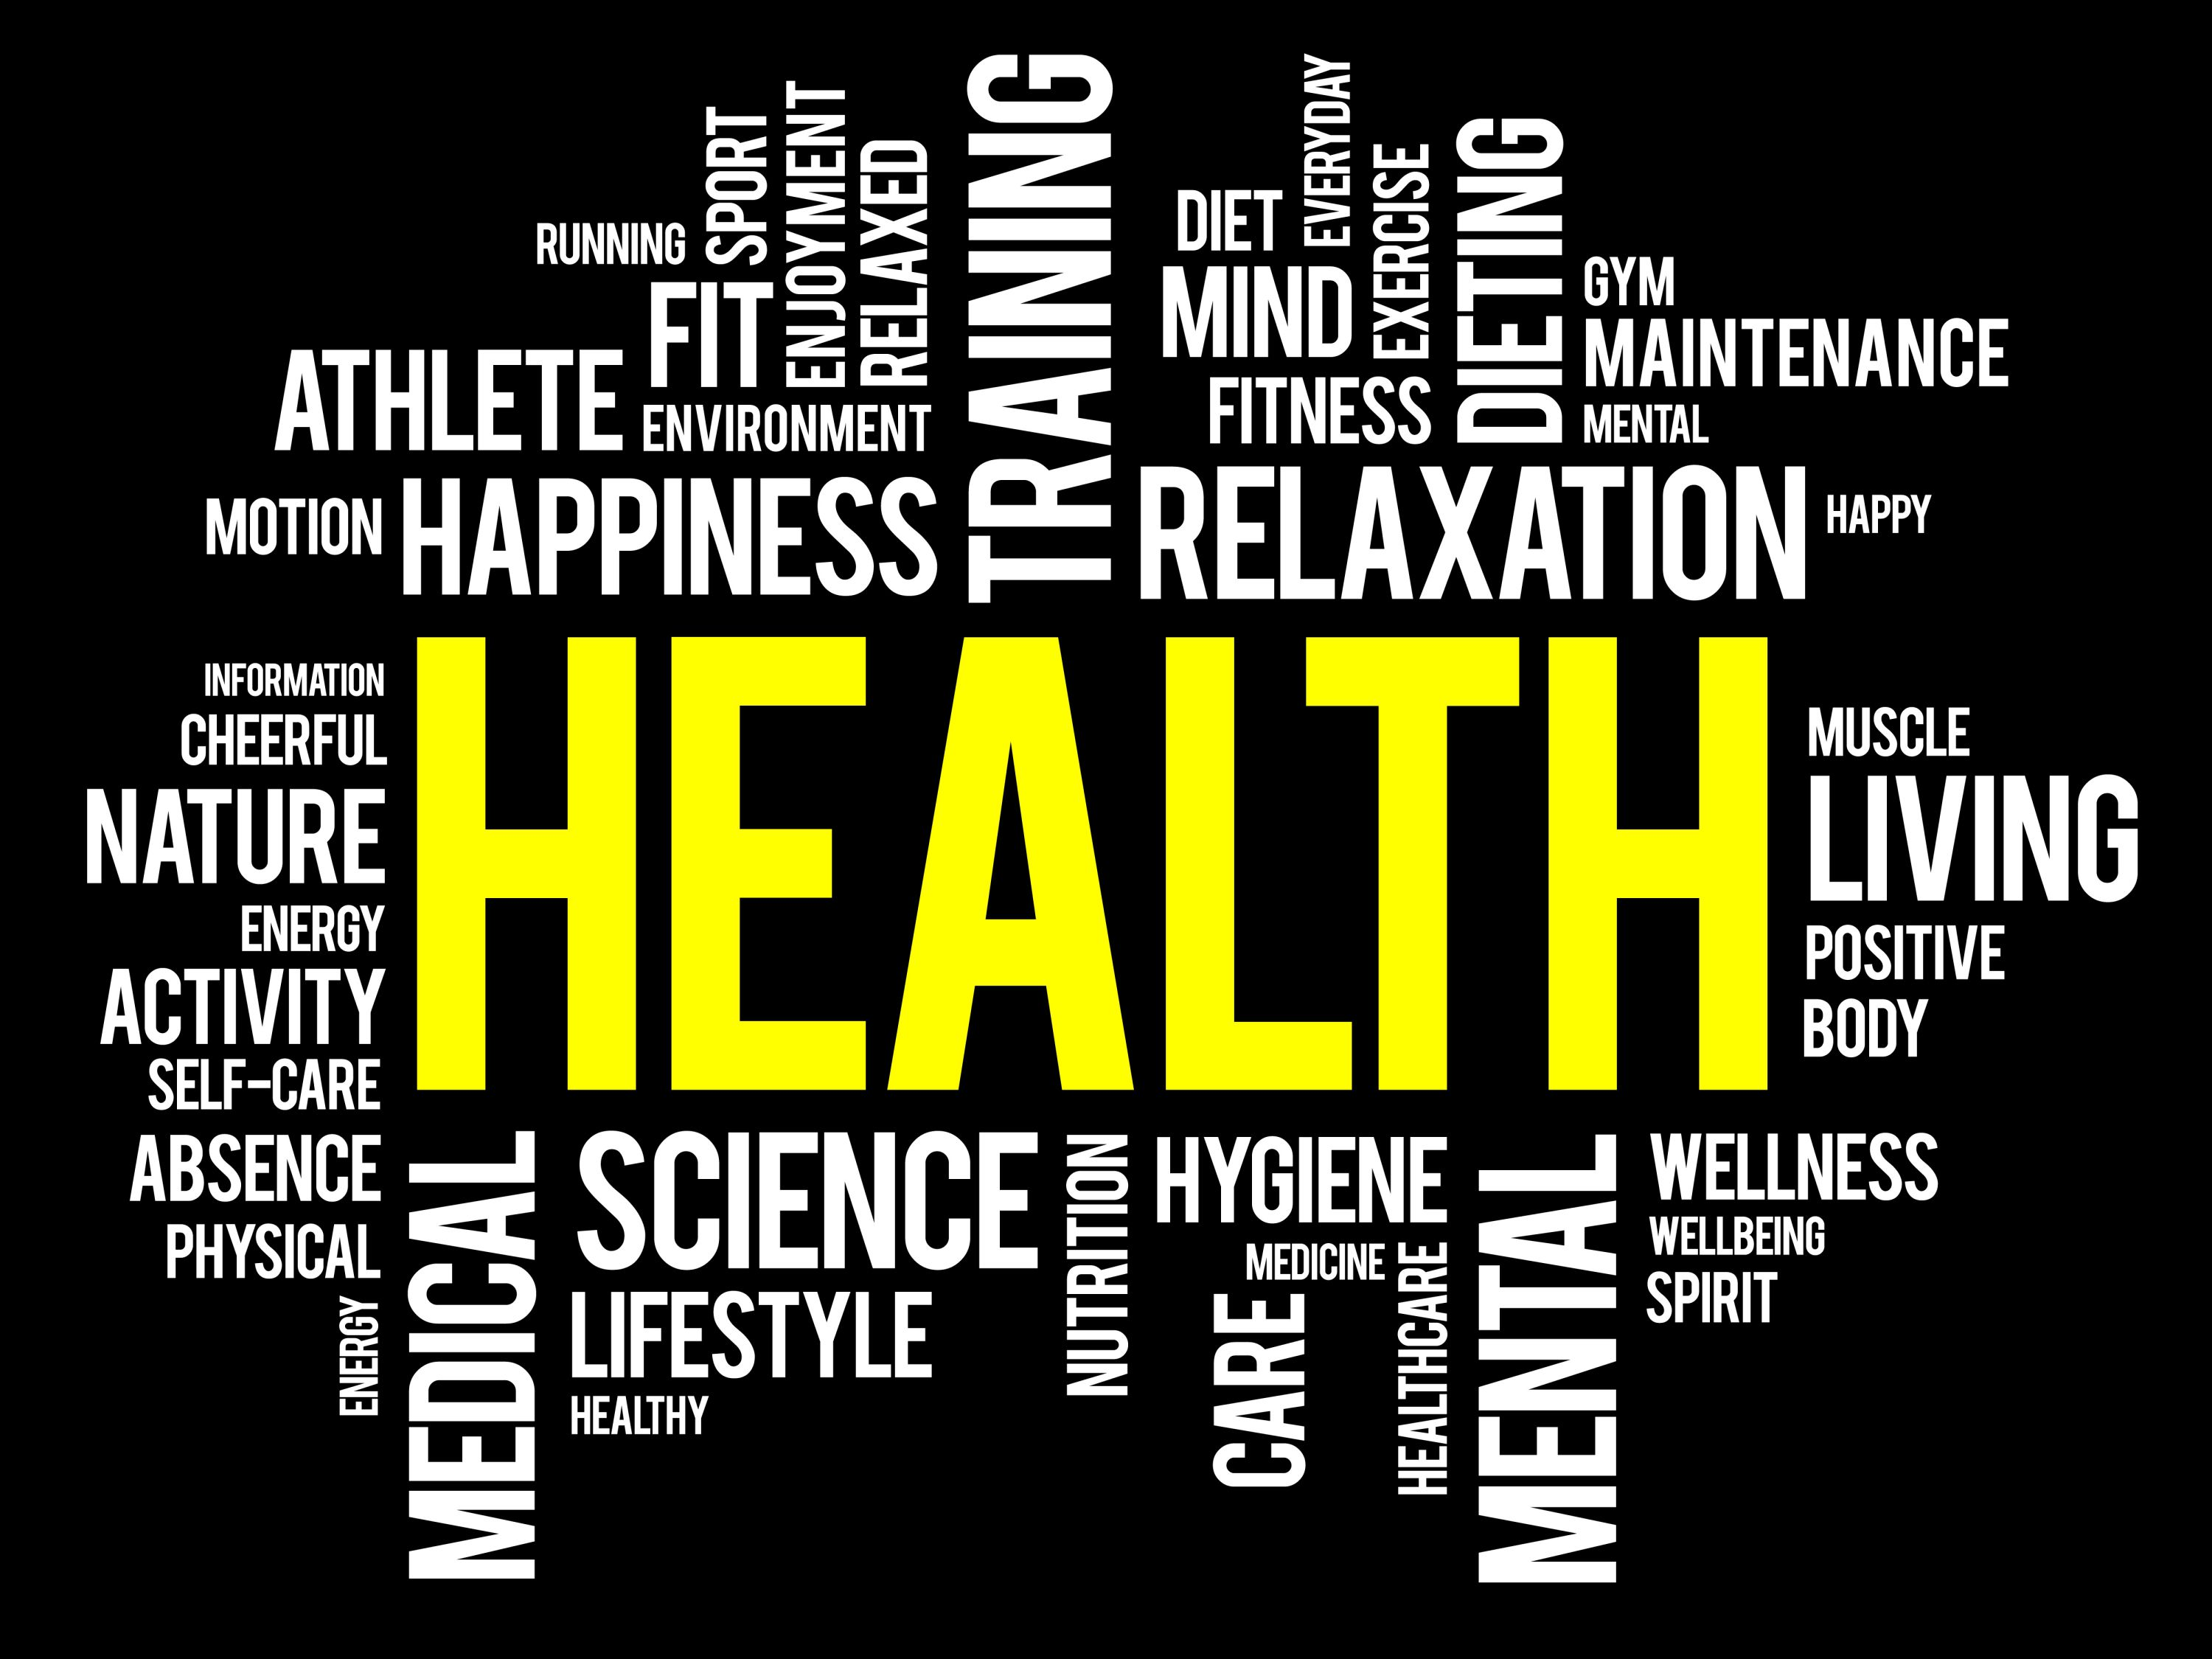 RUNNING
SPORT
ENJOYMENT
RELAXED
FIT
ATHLETE
ENVIRONMENT
MOTION
HAPPINESS
TRAINING
DIET
EVERYDAY
MIND
EXERCISE
FITNESS
DIETING
GYM
MAINTENANCE
MENTAL
RELAXATION
HAPPY
INFORMATION
CHEERFUL
NATURE
ENERGY
ACTIVITY
SELF-CARE
HEALTH
MUSCLE
LIVING
POSITIVE
BODY
ABSENCE
PHYSICAL
ENERGY
MEDICAL
SCIENCE
LIFESTYLE
HEALTHY
NUTRITION
HYGIENE
MEDICINE
CARE
HEALTHCARE
MENTAL
WELLNESS
WELLBEING
SPIRIT